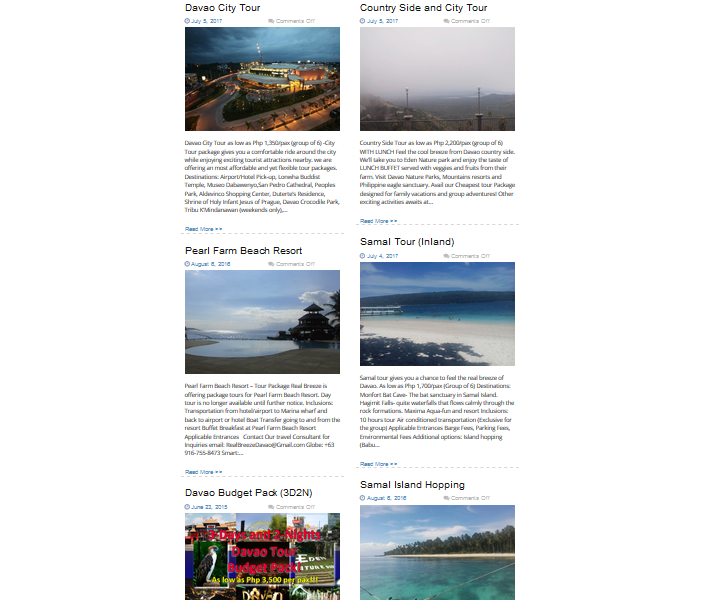 Davao City Tour
July 5, 2017 Comments Off
Davao City Tour as low as Php 1,350/pax (group of 6) -City
Tour package gives you a comfortable ride around the city
while enjoying exciting tourist attractions nearby. we are
offering an most affordable and yet flexible tour packages.
Destinations: Airport/Hotel Pick-up, Lonwha Buddist
Temple, Museo Dabawenyo,San Pedro Cathedral, Peoples
Park, Aldevinco Shopping Center, Duterte's Residence,
Shrine of Holy Infant Jesus of Prague, Davao Crocodile Park,
Tribu K'Mindanawan (weekends only),...
Read More >>
Pearl Farm Beach Resort
August 6, 2016 Comments Off
Pearl Farm Beach Resort – Tour Package Real Breeze is
offering package tours for Pearl Farm Beach Resort. Day
tour is no longer available until further notice. Inclusions:
Transportation from hotel/airport to Marina wharf and
back to airport or hotel Boat Transfer going to and from the
resort Buffet Breakfast at Pearl Farm Beach Resort
Applicable Entrances Contact Our travel Consultant for
Inquiries email: RealBreezeDavao@Gmail.com Globe: +63
916-755-8473 Smart:...
Read More >>
Davao Budget Pack (3D2N)
June 23, 2015 Comments Off
3 Days and 2 Nights
Davao Tour
Budget Pack
As low as Php 3,500 per pax!!!
EDEN
DAVAO
Country Side and City Tour
July 5, 2017 Comments Off
Country Side Tour as low as Php 2,200/pax (group of 6)
WITH LUNCH Feel the cool breeze from Davao country side.
We'll take you to Eden Nature park and enjoy the taste of
LUNCH BUFFET served with veggies and fruits from their
farm. Visit Davao Nature Parks, Mountains resorts and
Philippine eagle sanctuary. Avail our Cheapest tour Package
designed for family vacations and group adventures! Other
exciting activities awaits at...
Read More >>
Samal Tour (Inland)
July 4, 2017 Comments Off
Samal tour gives you a chance to feel the real breeze of
Davao. As low as Php 1,700/pax (Group of 6) Destinations:
Monfort Bat Cave- The bat sanctuary in Samal Island.
Hagimit Falls- quite waterfalls that flows calmly through the
rock formations. Maxima Aqua-fun and resort Inclusions:
10 hours tour Air conditioned transportation (Exclusive for
the group) Applicable Entrances Barge Fees, Parking Fees,
Environmental Fees Additional options: Island hopping
(Babu...
Read More >>
Samal Island Hopping
August 6, 2016 Comments Off